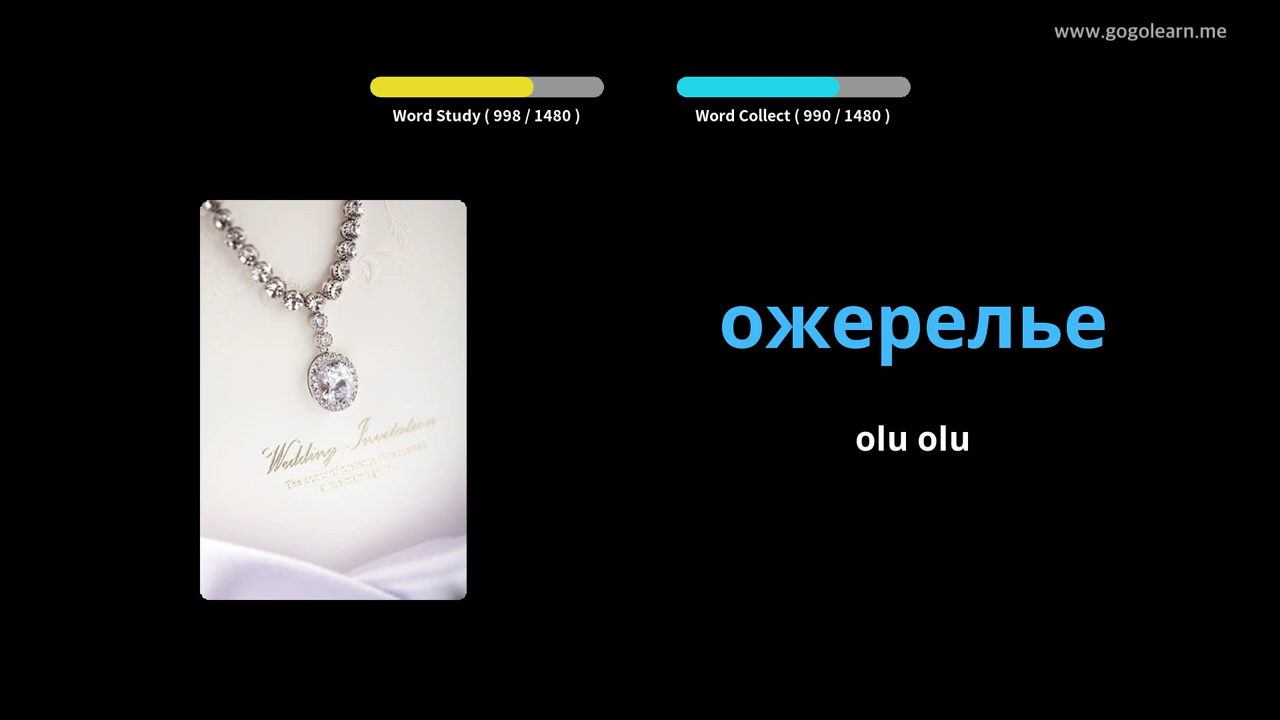 www.gogolearn.me
Word Study ( 998 / 1480 )
Word Collect ( 990 / 1480 )
Wedding Invitation
ожерелье
olu olu